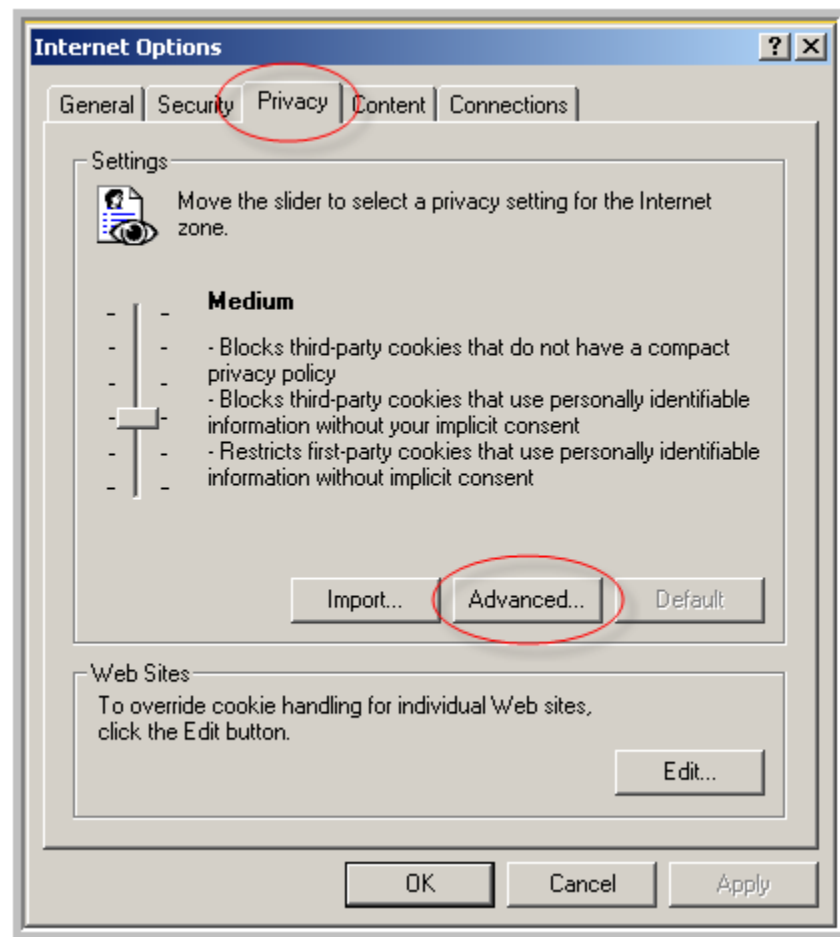 Internet Options
General Security Privacy Content Connections
Settings
Move the slider to select a privacy setting for the Internet
zone.
Medium
- Blocks third-party cookies that do not have a compact
privacy policy
- Blocks third-party cookies that use personally identifiable
information without your implicit consent
- Restricts first-party cookies that use personally identifiable
information without implicit consent
Import... Advanced... Default
Web Sites
To override cookie handling for individual Web sites,
click the Edit button.
Edit...
OK Cancel Apply